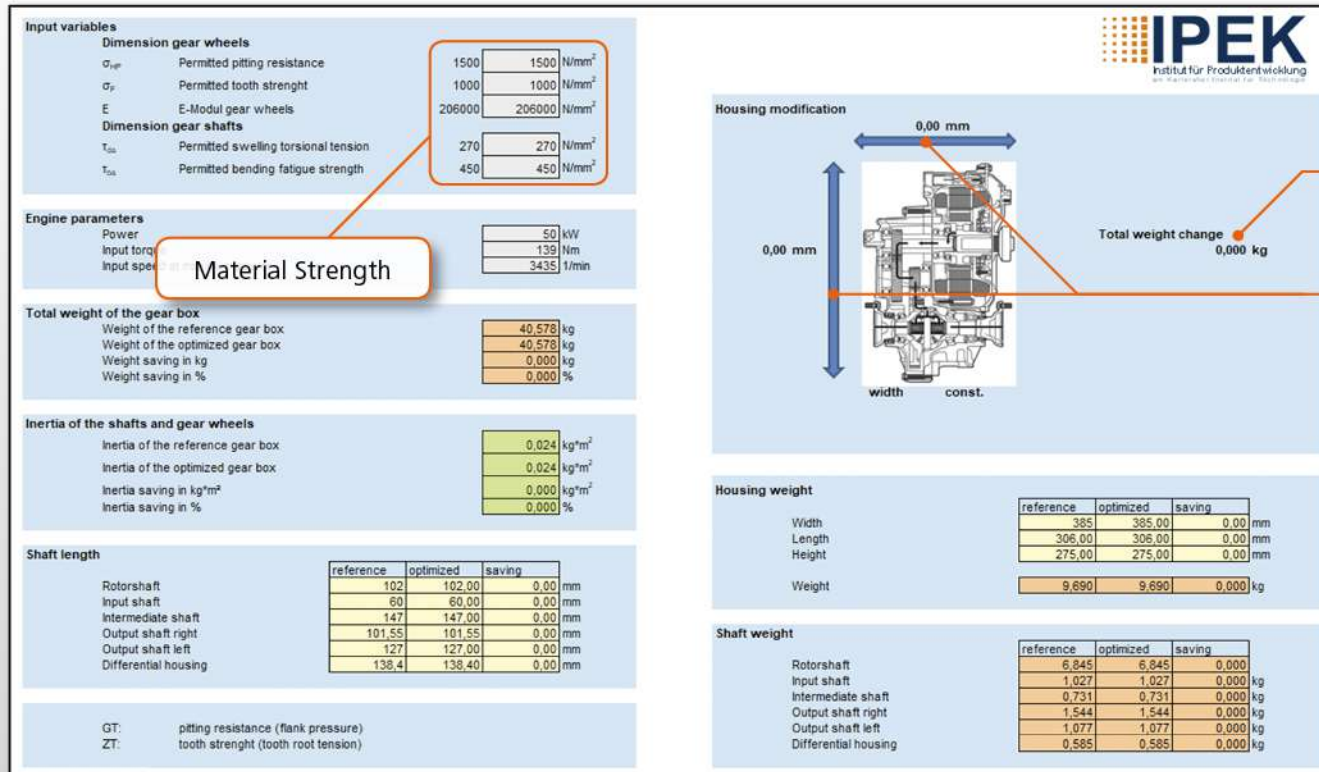 Input variables
Dimension gear wheels
σHP Permitted pitting resistance 1500 1500 N/mm²
σF Permitted tooth strenght 1000 1000 N/mm²
E E-Modul gear wheels 206000 206000 N/mm²
Dimension gear shafts
Permitted swelling torsional tension 270 270 N/mm²
Permitted bending fatigue strength 450 450 N/mm²
Engine parameters
Power 50 kW
Input 139 Nm
Input 3435 1/min
Material Strength
Total weight of the gear box
Weight of the reference gear box 40,578 kg
Weight of the optimized gear box 40,578 kg
Weight saving in kg 0,000 kg
Weight saving in % 0,000 %
Inertia of the shafts and gear wheels
Inertia of the reference gear box 0,024 kg*m²
Inertia of the optimized gear box 0,024 kg*m²
Inertia saving in kg*m² 0,000 kg*m²
Inertia saving in % 0,000 %
Shaft length
reference optimized saving
Rotorshaft 102 102,00 0,00 mm
Input shaft 60 60,00 0,00 mm
Intermediate shaft 147 147,00 0,00 mm
Output shaft right 101,55 101,55 0,00 mm
Output shaft left 127 127,00 0,00 mm
Differential housing 138,4 138,40 0,00 mm
GT: pitting resistance (flank pressure)
ZT: tooth strenght (tooth root tension)
IPEK
Institut für Produktentwicklung
Housing modification
0,00 mm
0,00 mm
Total weight change
0,000 kg
width const.
Housing weight
reference optimized saving
Width 385 385,00 0,00 mm
Length 306,00 306,00 0,00 mm
Height 275,00 275,00 0,00 mm
Weight 9,690 9,690 0,000 kg
Shaft weight
reference optimized saving
Rotorshaft 6,845 6,845 0,000
Input shaft 1,027 1,027 0,000 kg
Intermediate shaft 0,731 0,731 0,000 kg
Output shaft right 1,544 1,544 0,000 kg
Output shaft left 1,077 1,077 0,000 kg
Differential housing 0,585 0,585 0,000 kg